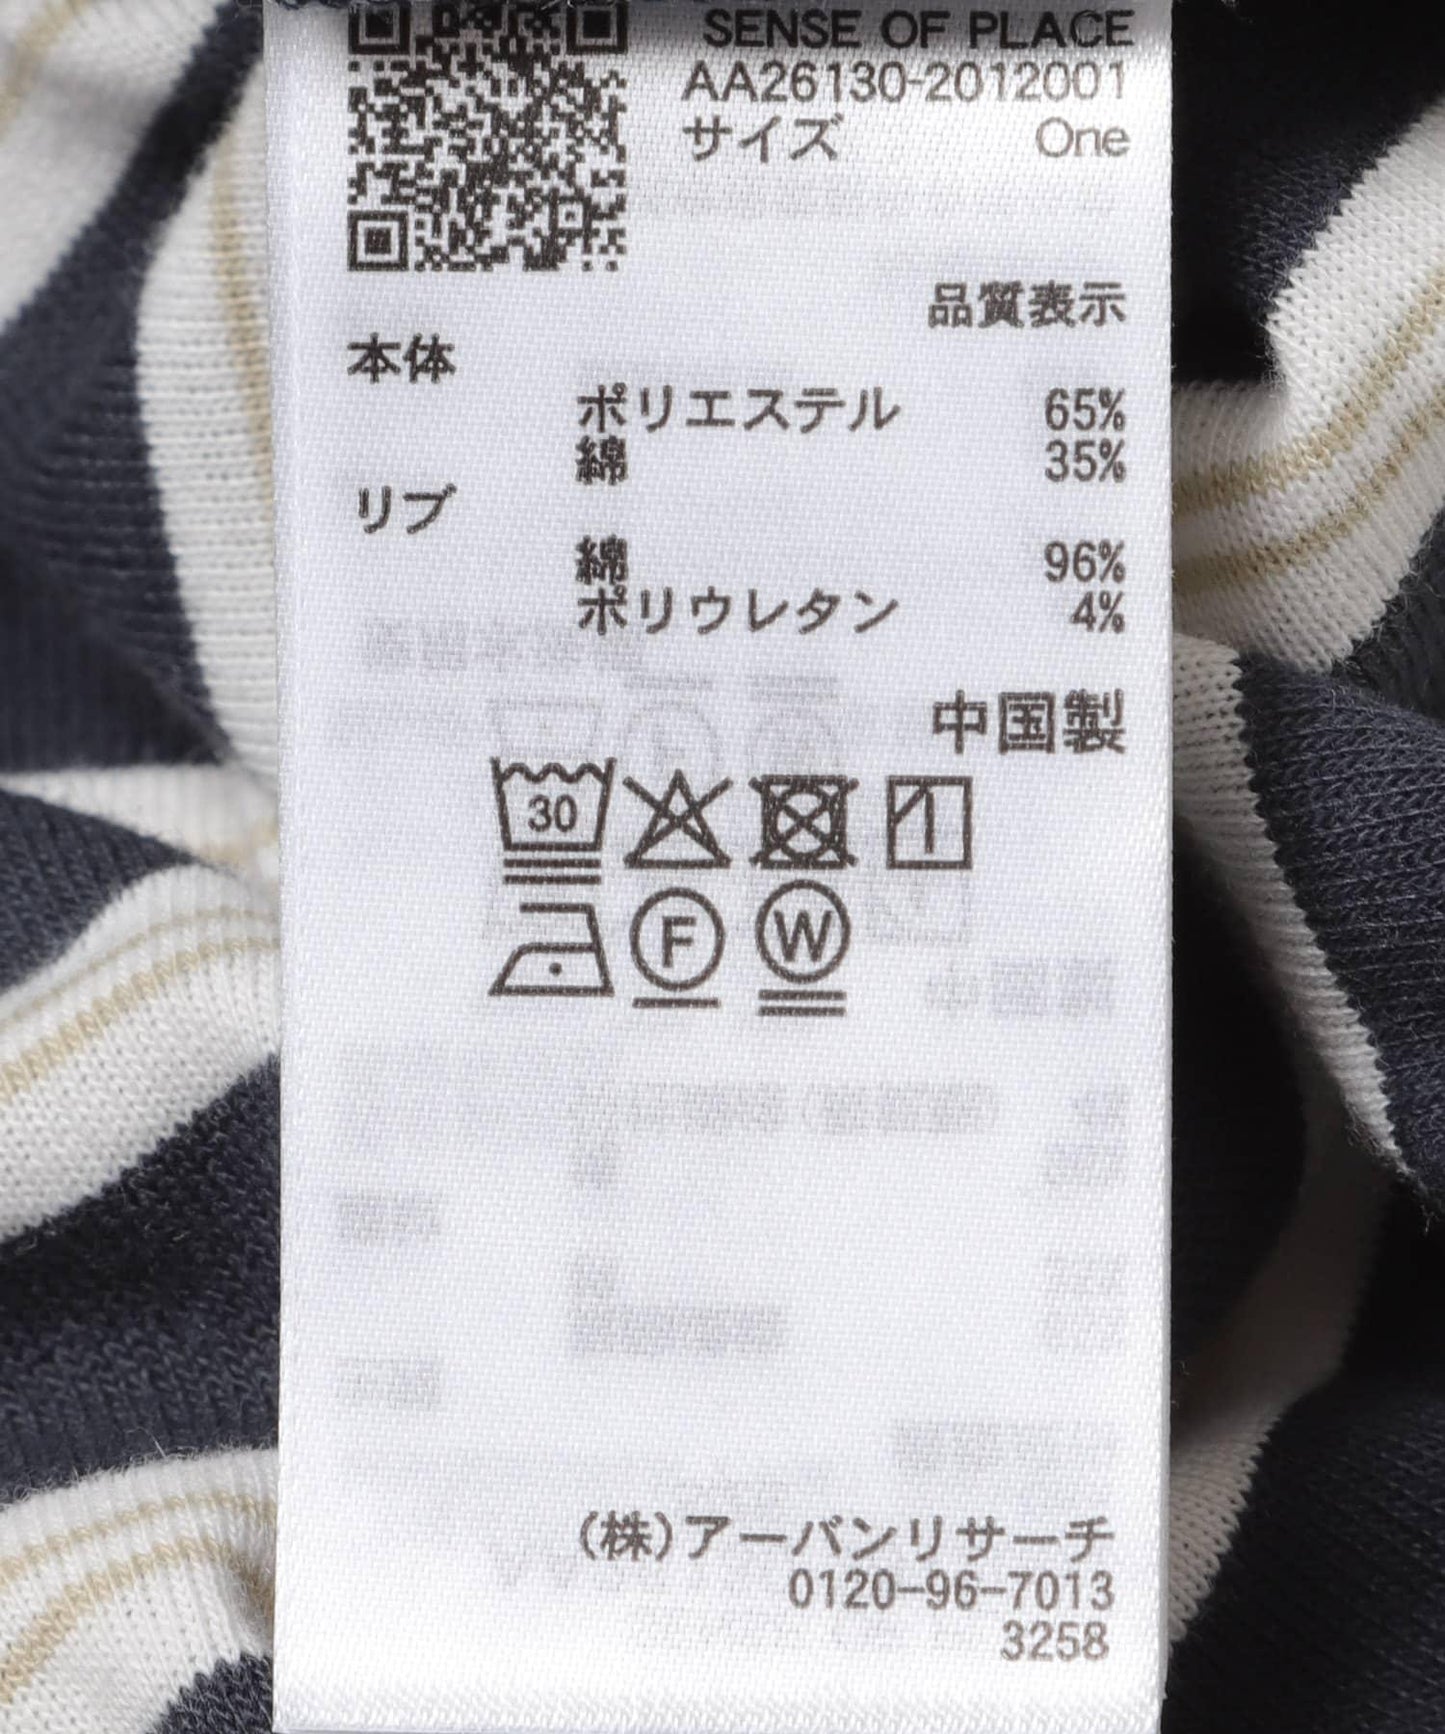 SENSE OF PLACE
AA26130-2012001
サイズ One
品質表示
本体
ポリエステル 65%
綿 35%
リブ
綿 96%
ポリウレタン 4%
中国製
30
F W
(株)アーバンリサーチ
0120-96-7013
3258